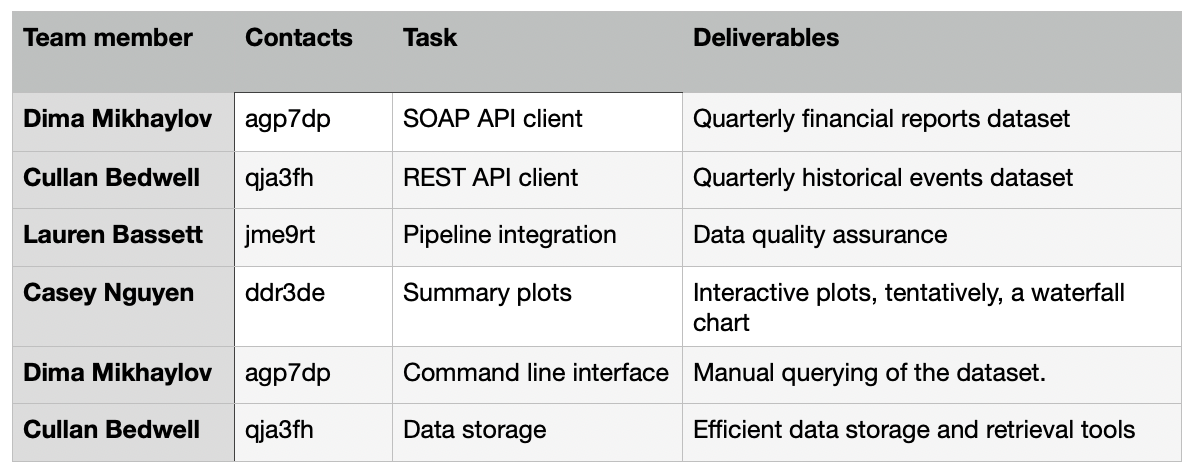 Team member Contacts Task Deliverables
Dima Mikhaylov agp7dp SOAP API client Quarterly financial reports dataset
Cullan Bedwell qja3fh REST API client Quarterly historical events dataset
Lauren Bassett jme9rt Pipeline integration Data quality assurance
Casey Nguyen ddr3de Summary plots Interactive plots, tentatively, a waterfall
chart
Dima Mikhaylov agp7dp Command line interface Manual querying of the dataset.
Cullan Bedwell qja3fh Data storage Efficient data storage and retrieval tools